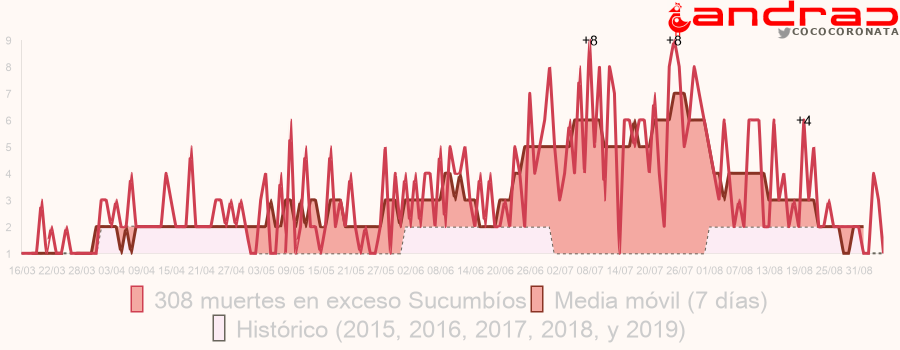 andrac
COCOCORONATA
+8
+8
+4
9
8
7
6
5
4
3
2
1
16/03 22/03 28/03 03/04 09/04 15/04 21/04 27/04 03/05 09/05 15/05 21/05 27/05 02/06 08/06 14/06 20/06 26/06 02/07 08/07 14/07 20/07 26/07 01/08 07/08 13/08 19/08 25/08 31/08
308 muertes en exceso Sucumbíos Media móvil (7 días)
Histórico (2015, 2016, 2017, 2018, y 2019)